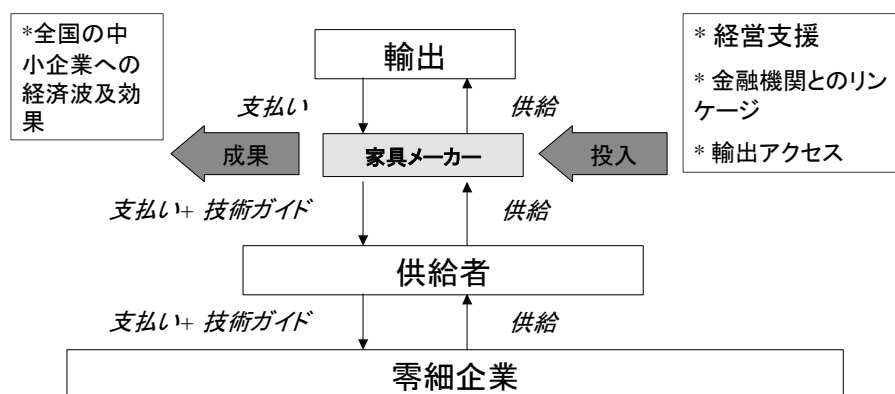 *全国の中
小企業への
経済波及効
果
輸出
* 経営支援
* 金融機関とのリン
ケージ
* 輸出アクセス
支払い
供給
成果
家具メーカー
投入
支払い+ 技術ガイド
供給
供給者
支払い+ 技術ガイド
供給
零細企業